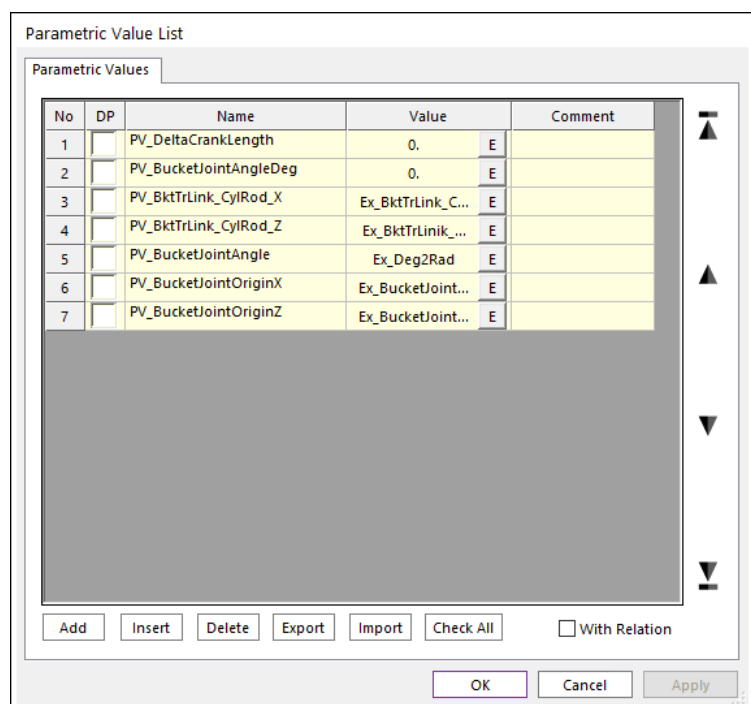 Parametric Value List
Parametric Values
No DP Name Value Comment
1 PV_DeltaCrankLength 0. E
2 PV_BucketJointAngleDeg 0. E
3 PV_BktTrLink_CylRod_X Ex_BktTrLink_C... E
4 PV_BktTrLink_CylRod_Z Ex_BktTrLinik_... E
5 PV_BucketJointAngle Ex_Deg2Rad E
6 PV_BucketJointOriginX Ex_BucketJoint... E
7 PV_BucketJointOriginZ Ex_BucketJoint... E
Add Insert Delete Export Import Check All With Relation
OK Cancel Apply